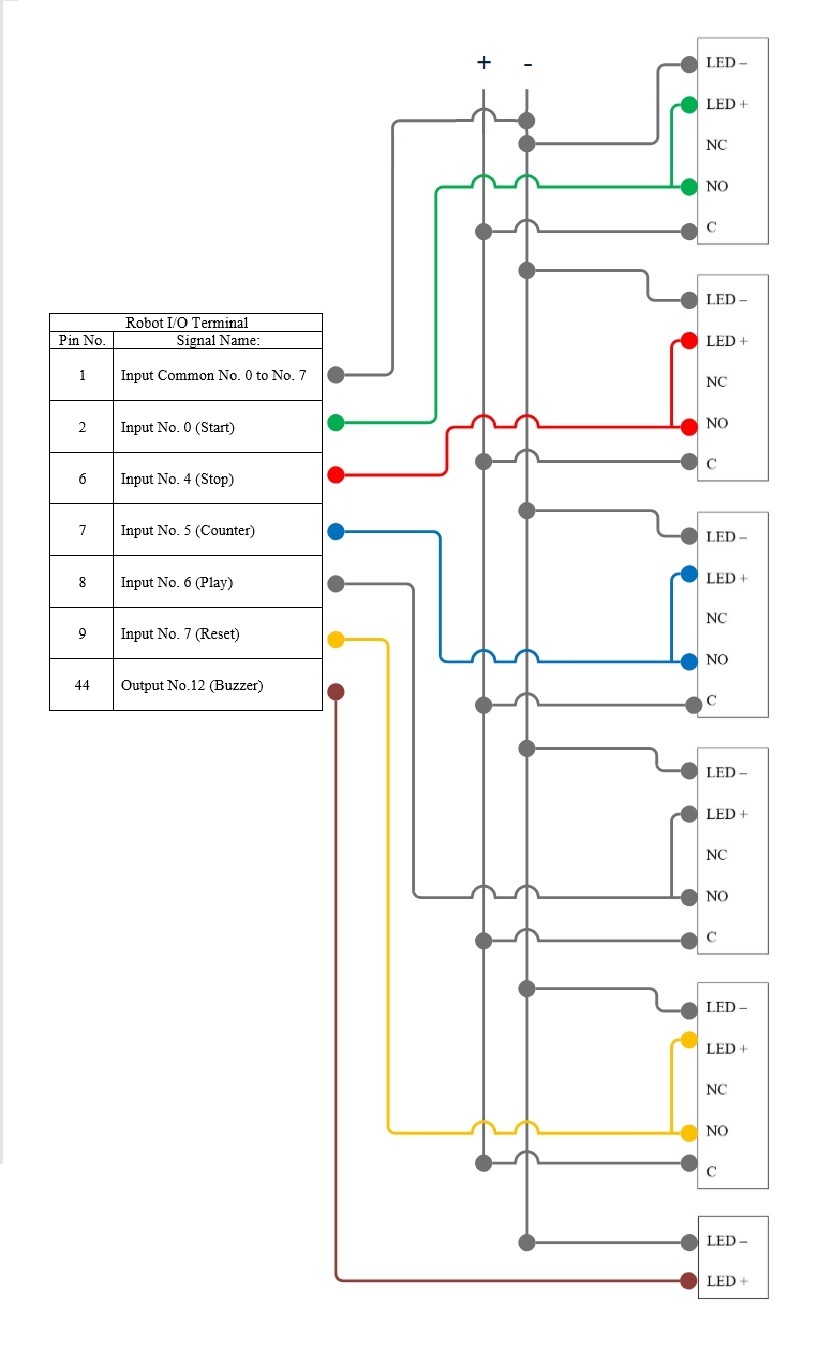 + -
LED –
LED +
NC
NO
C
LED –
LED +
NC
NO
C
Robot I/O Terminal
Pin No. Signal Name:
1 Input Common No. 0 to No. 7
2 Input No. 0 (Start)
6 Input No. 4 (Stop)
7 Input No. 5 (Counter)
8 Input No. 6 (Play)
9 Input No. 7 (Reset)
44 Output No.12 (Buzzer)
LED –
LED +
NC
NO
C
LED –
LED +
NC
NO
C
LED –
LED +
NC
NO
C
LED –
LED +